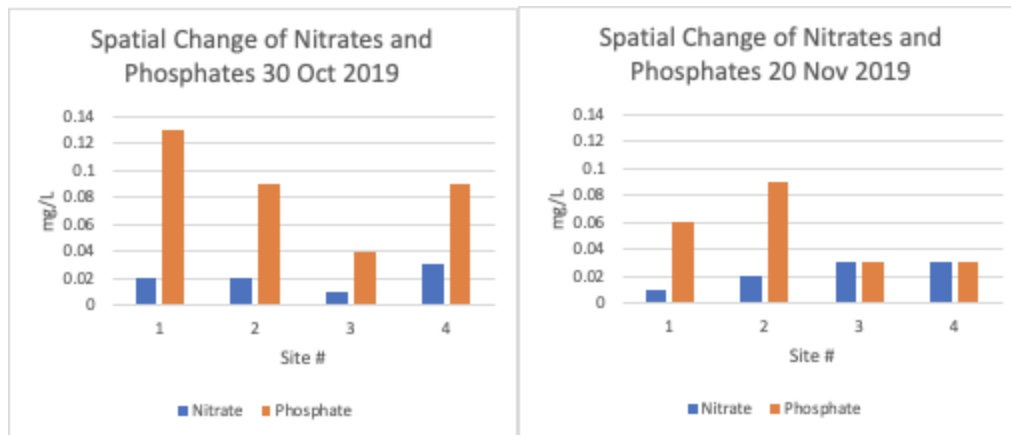 Spatial Change of Nitrates and
Phosphates 30 Oct 2019
0.14
0.12
0.1
0.08
0.06
0.04
0.02
0
mg/L
1 2 3 4
Site #
Nitrate Phosphate
Spatial Change of Nitrates and
Phosphates 20 Nov 2019
0.14
0.12
0.1
0.08
0.06
0.04
0.02
0
mg/L
1 2 3 4
Site #
Nitrate Phosphate